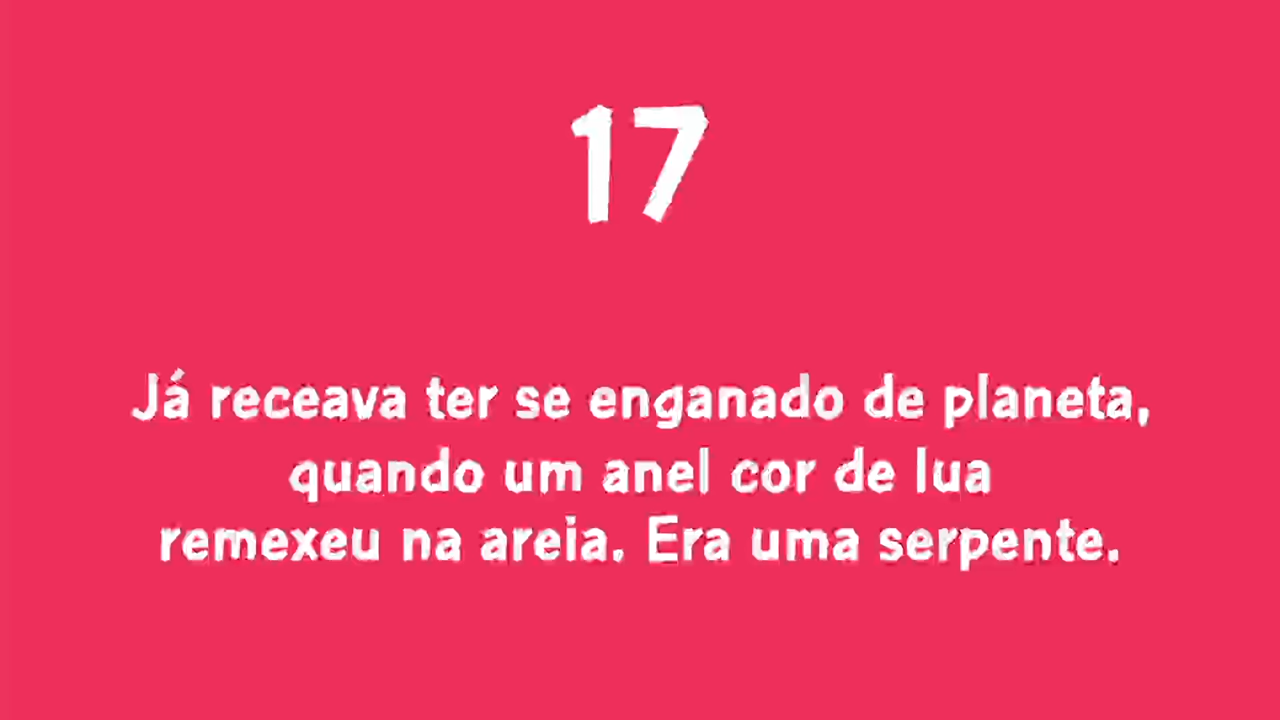 17
Já receava ter se enganado de planeta,
quando um anel cor de lua
remexeu na areia. Era uma serpente.